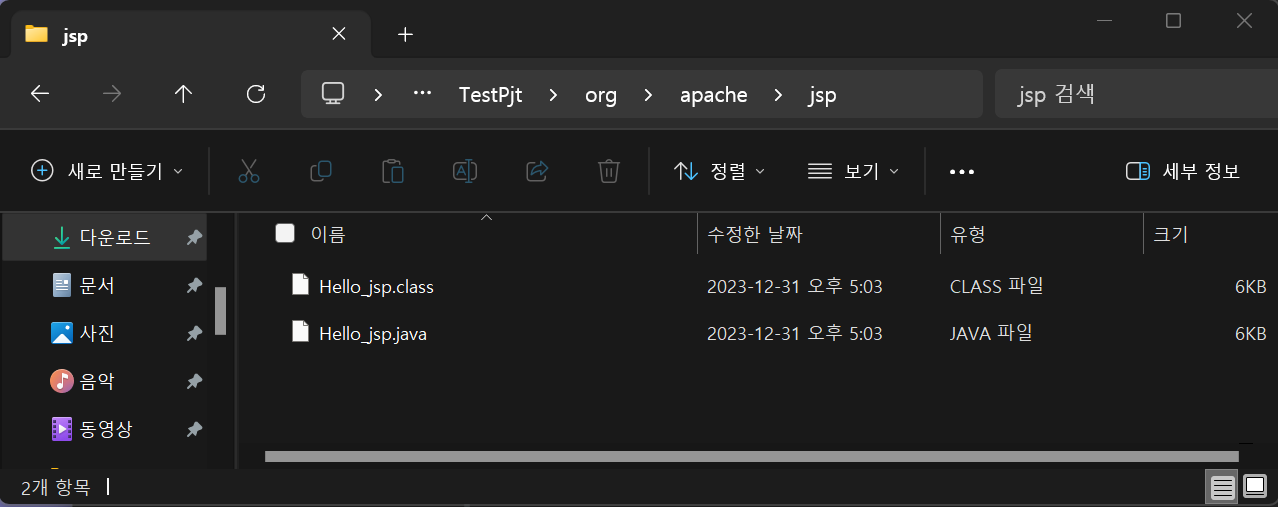 jsp
TestPjt org apache jsp jsp 검색
새로 만들기 정렬 보기 세부 정보
이름 수정한 날짜 유형 크기
다운로드
문서
사진
음악
동영상
Hello_jsp.class 2023-12-31 오후 5:03 CLASS 파일 6KB
Hello_jsp.java 2023-12-31 오후 5:03 JAVA 파일 6KB
2개 항목